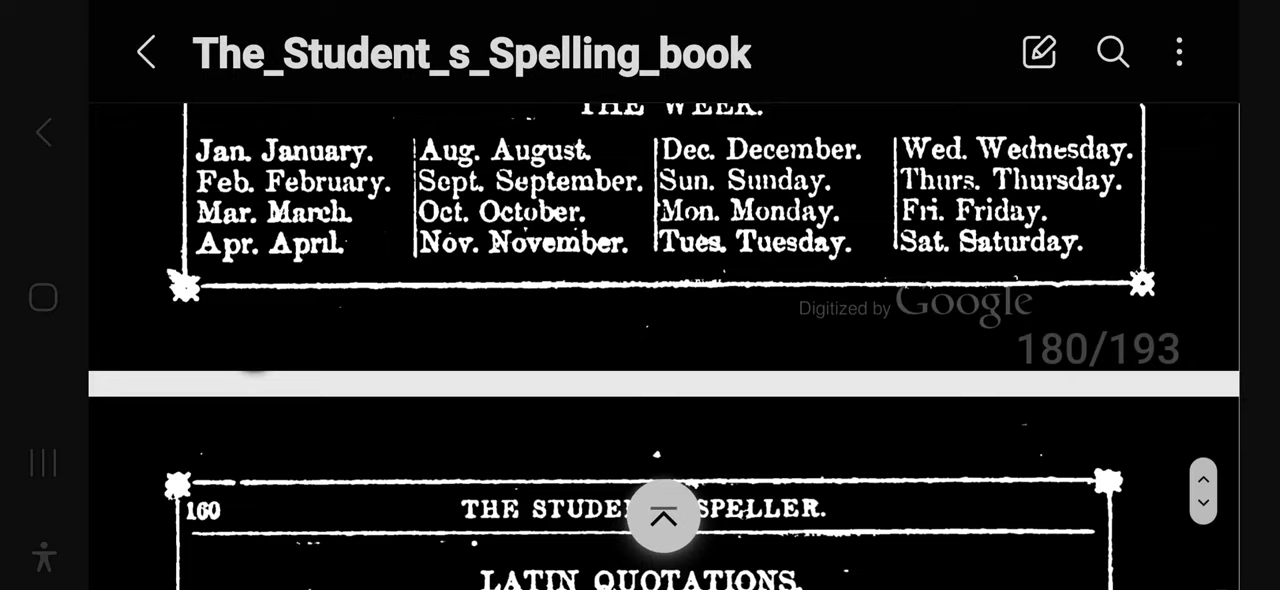 The_Student_s_Spelling_book
THE WEEK.
Jan. January.
Feb. February.
Mar. March.
Apr. April.
Aug. August.
Sept. September.
Oct. October.
Nov. November.
Dec. December.
Sun. Sunday.
Mon. Monday.
Tues. Tuesday.
Wed. Wednesday.
Thurs. Thursday.
Fri. Friday.
Sat. Saturday.
Digitized by Google
180/193
160
THE STUDE SPELLER.
LATIN QUOTATIONS.